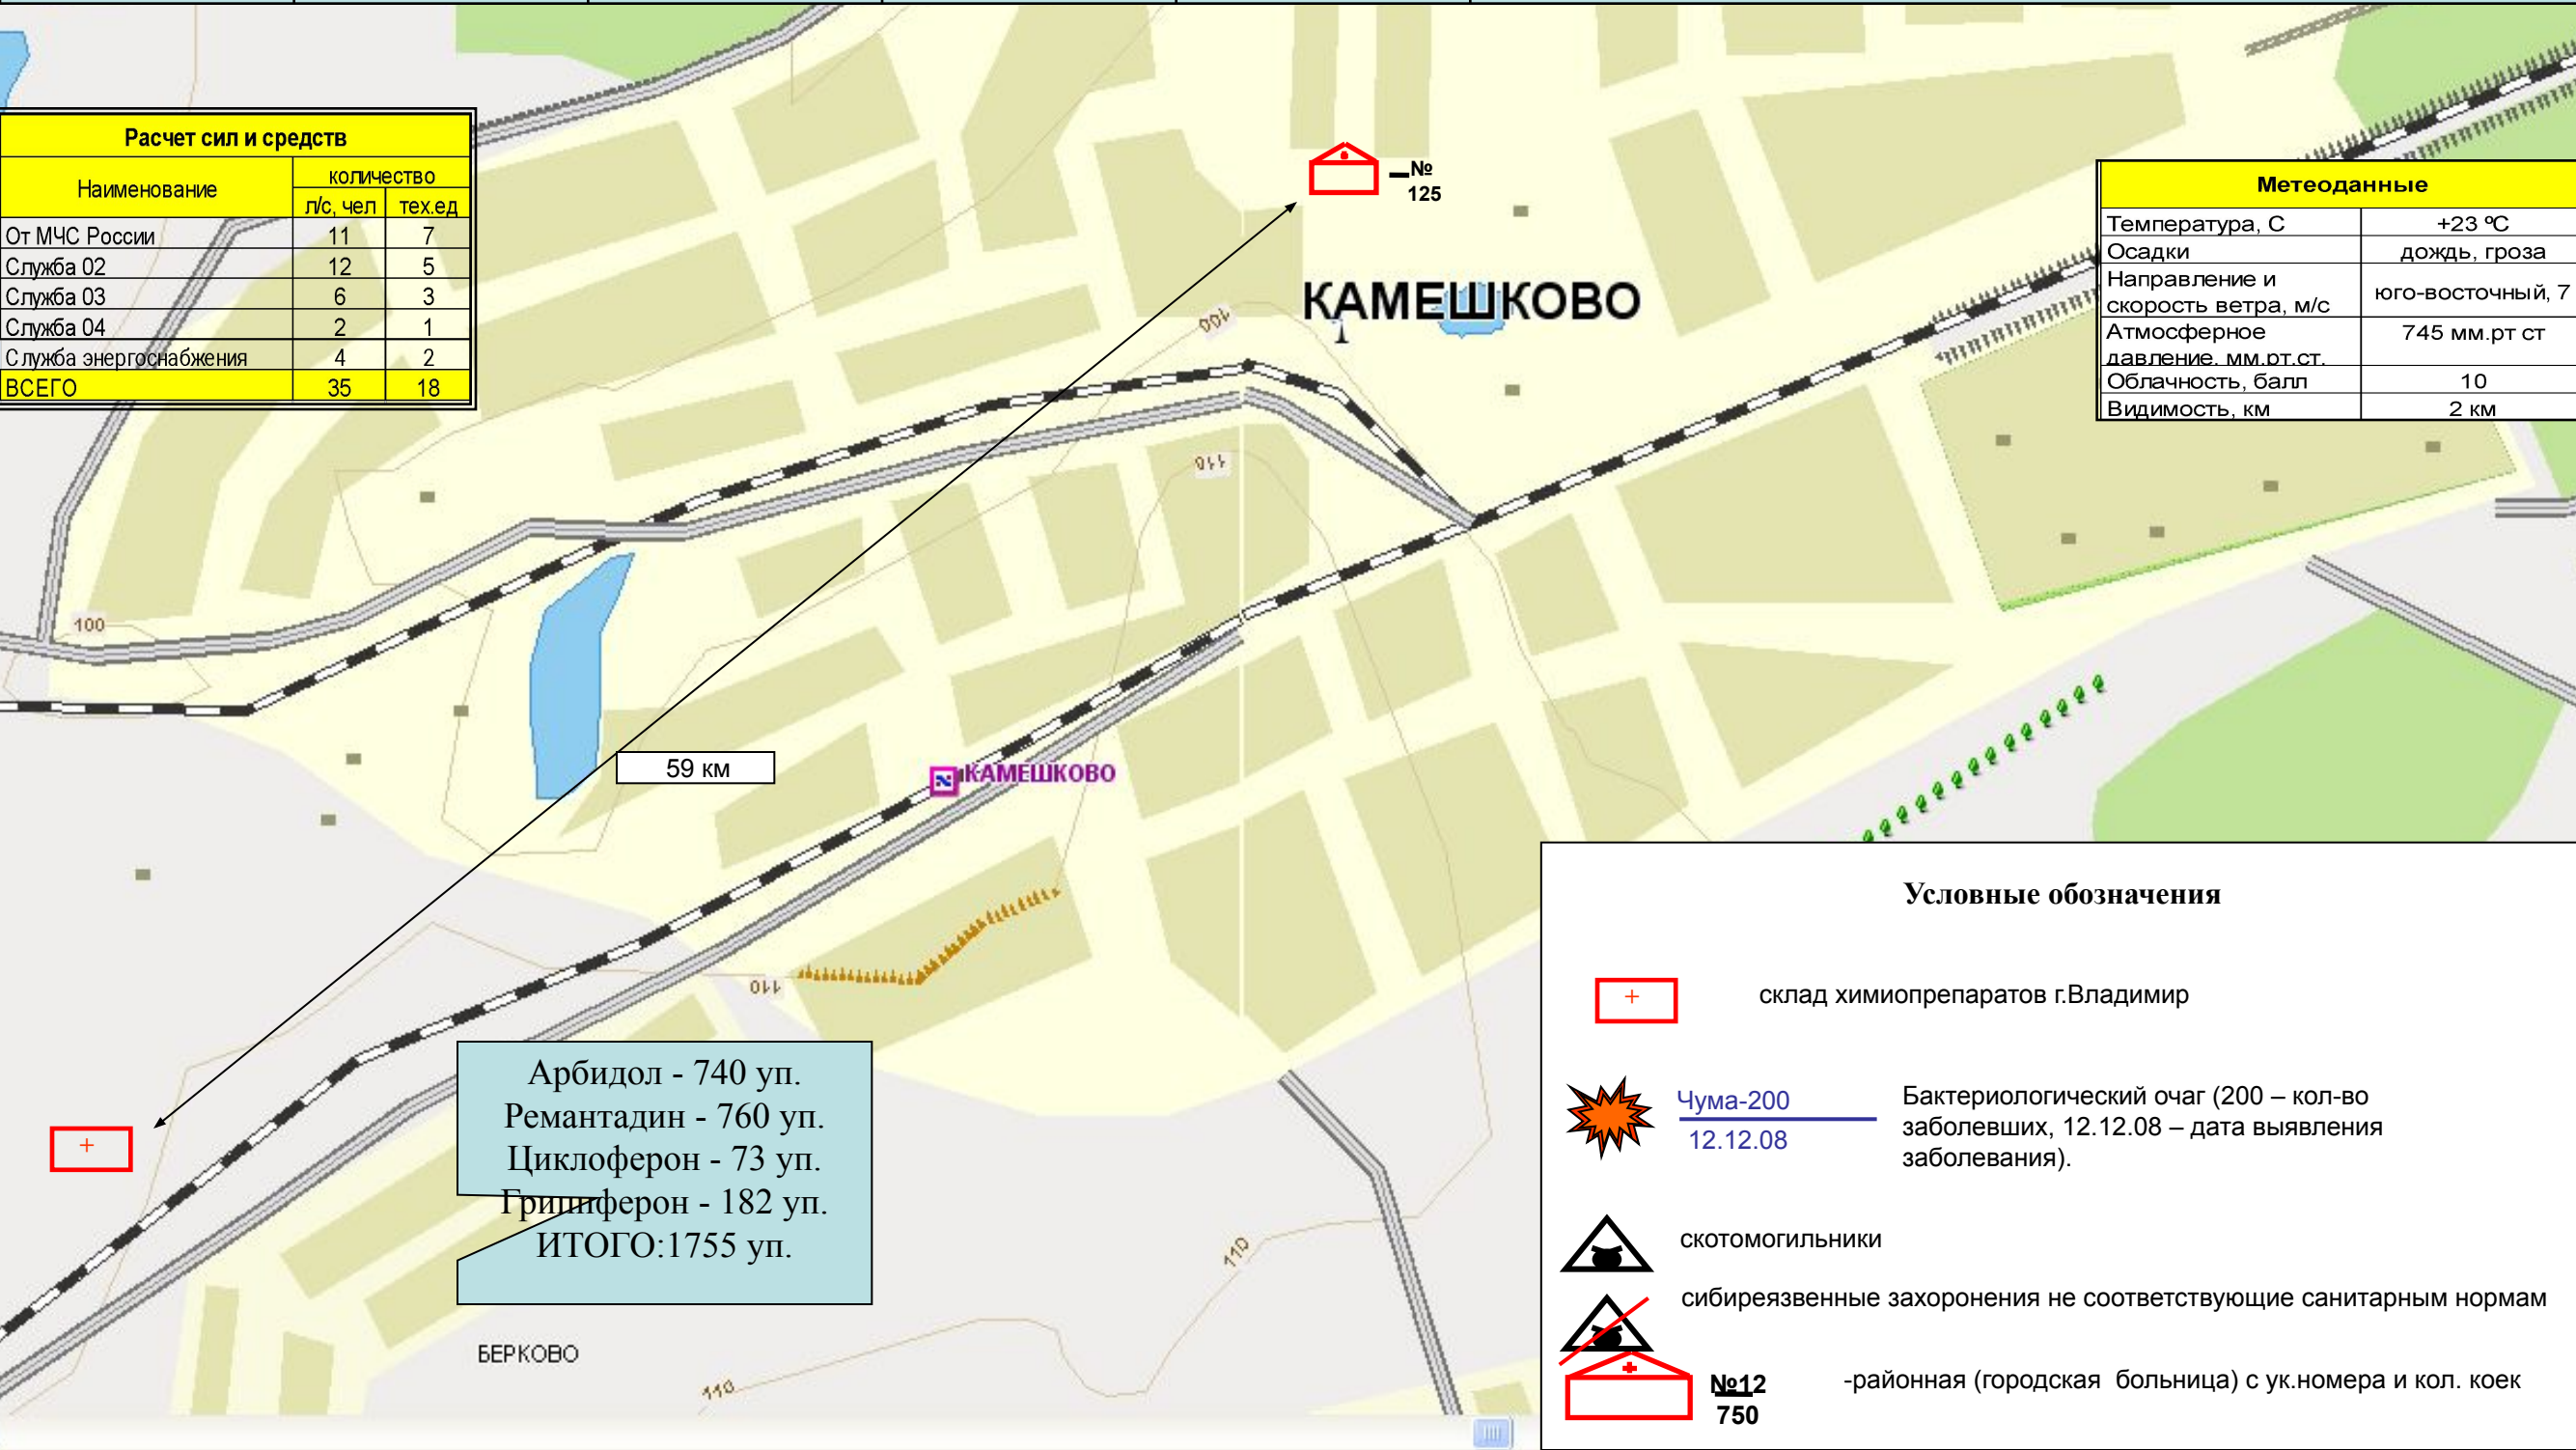 Расчет сил и средств
Наименование
количество
л/с, чел
тех.ед
От МЧС России 11 7
Служба 02 12 5
Служба 03 6 3
Служба 04 2 1
Служба энергоснабжения 4 2
ВСЕГО 35 18
№
125
Метеоданные
Температура, С +23 ºС
Осадки дождь, гроза
Направление и
скорость ветра, м/с
юго-восточный, 7
Атмосферное
давление, мм.рт.ст.
745 мм.рт ст
Облачность, балл 10
Видимость, км 2 км
КАМЕШКОВО
100
110
100
59 км
КАМЕШКОВО
110
Арбидол - 740 уп.
Ремантадин - 760 уп.
Циклоферон - 73 уп.
Гриппферон - 182 уп.
ИТОГО:1755 уп.
+
110
БЕРКОВО
110
Условные обозначения
+
склад химиопрепаратов г.Владимир
Чума-200
12.12.08
Бактериологический очаг (200 – кол-во
заболевших, 12.12.08 – дата выявления
заболевания).
скотомогильники
сибиреязвенные захоронения не соответствующие санитарным нормам
№12
750
-районная (городская больница) с ук.номера и кол. коек